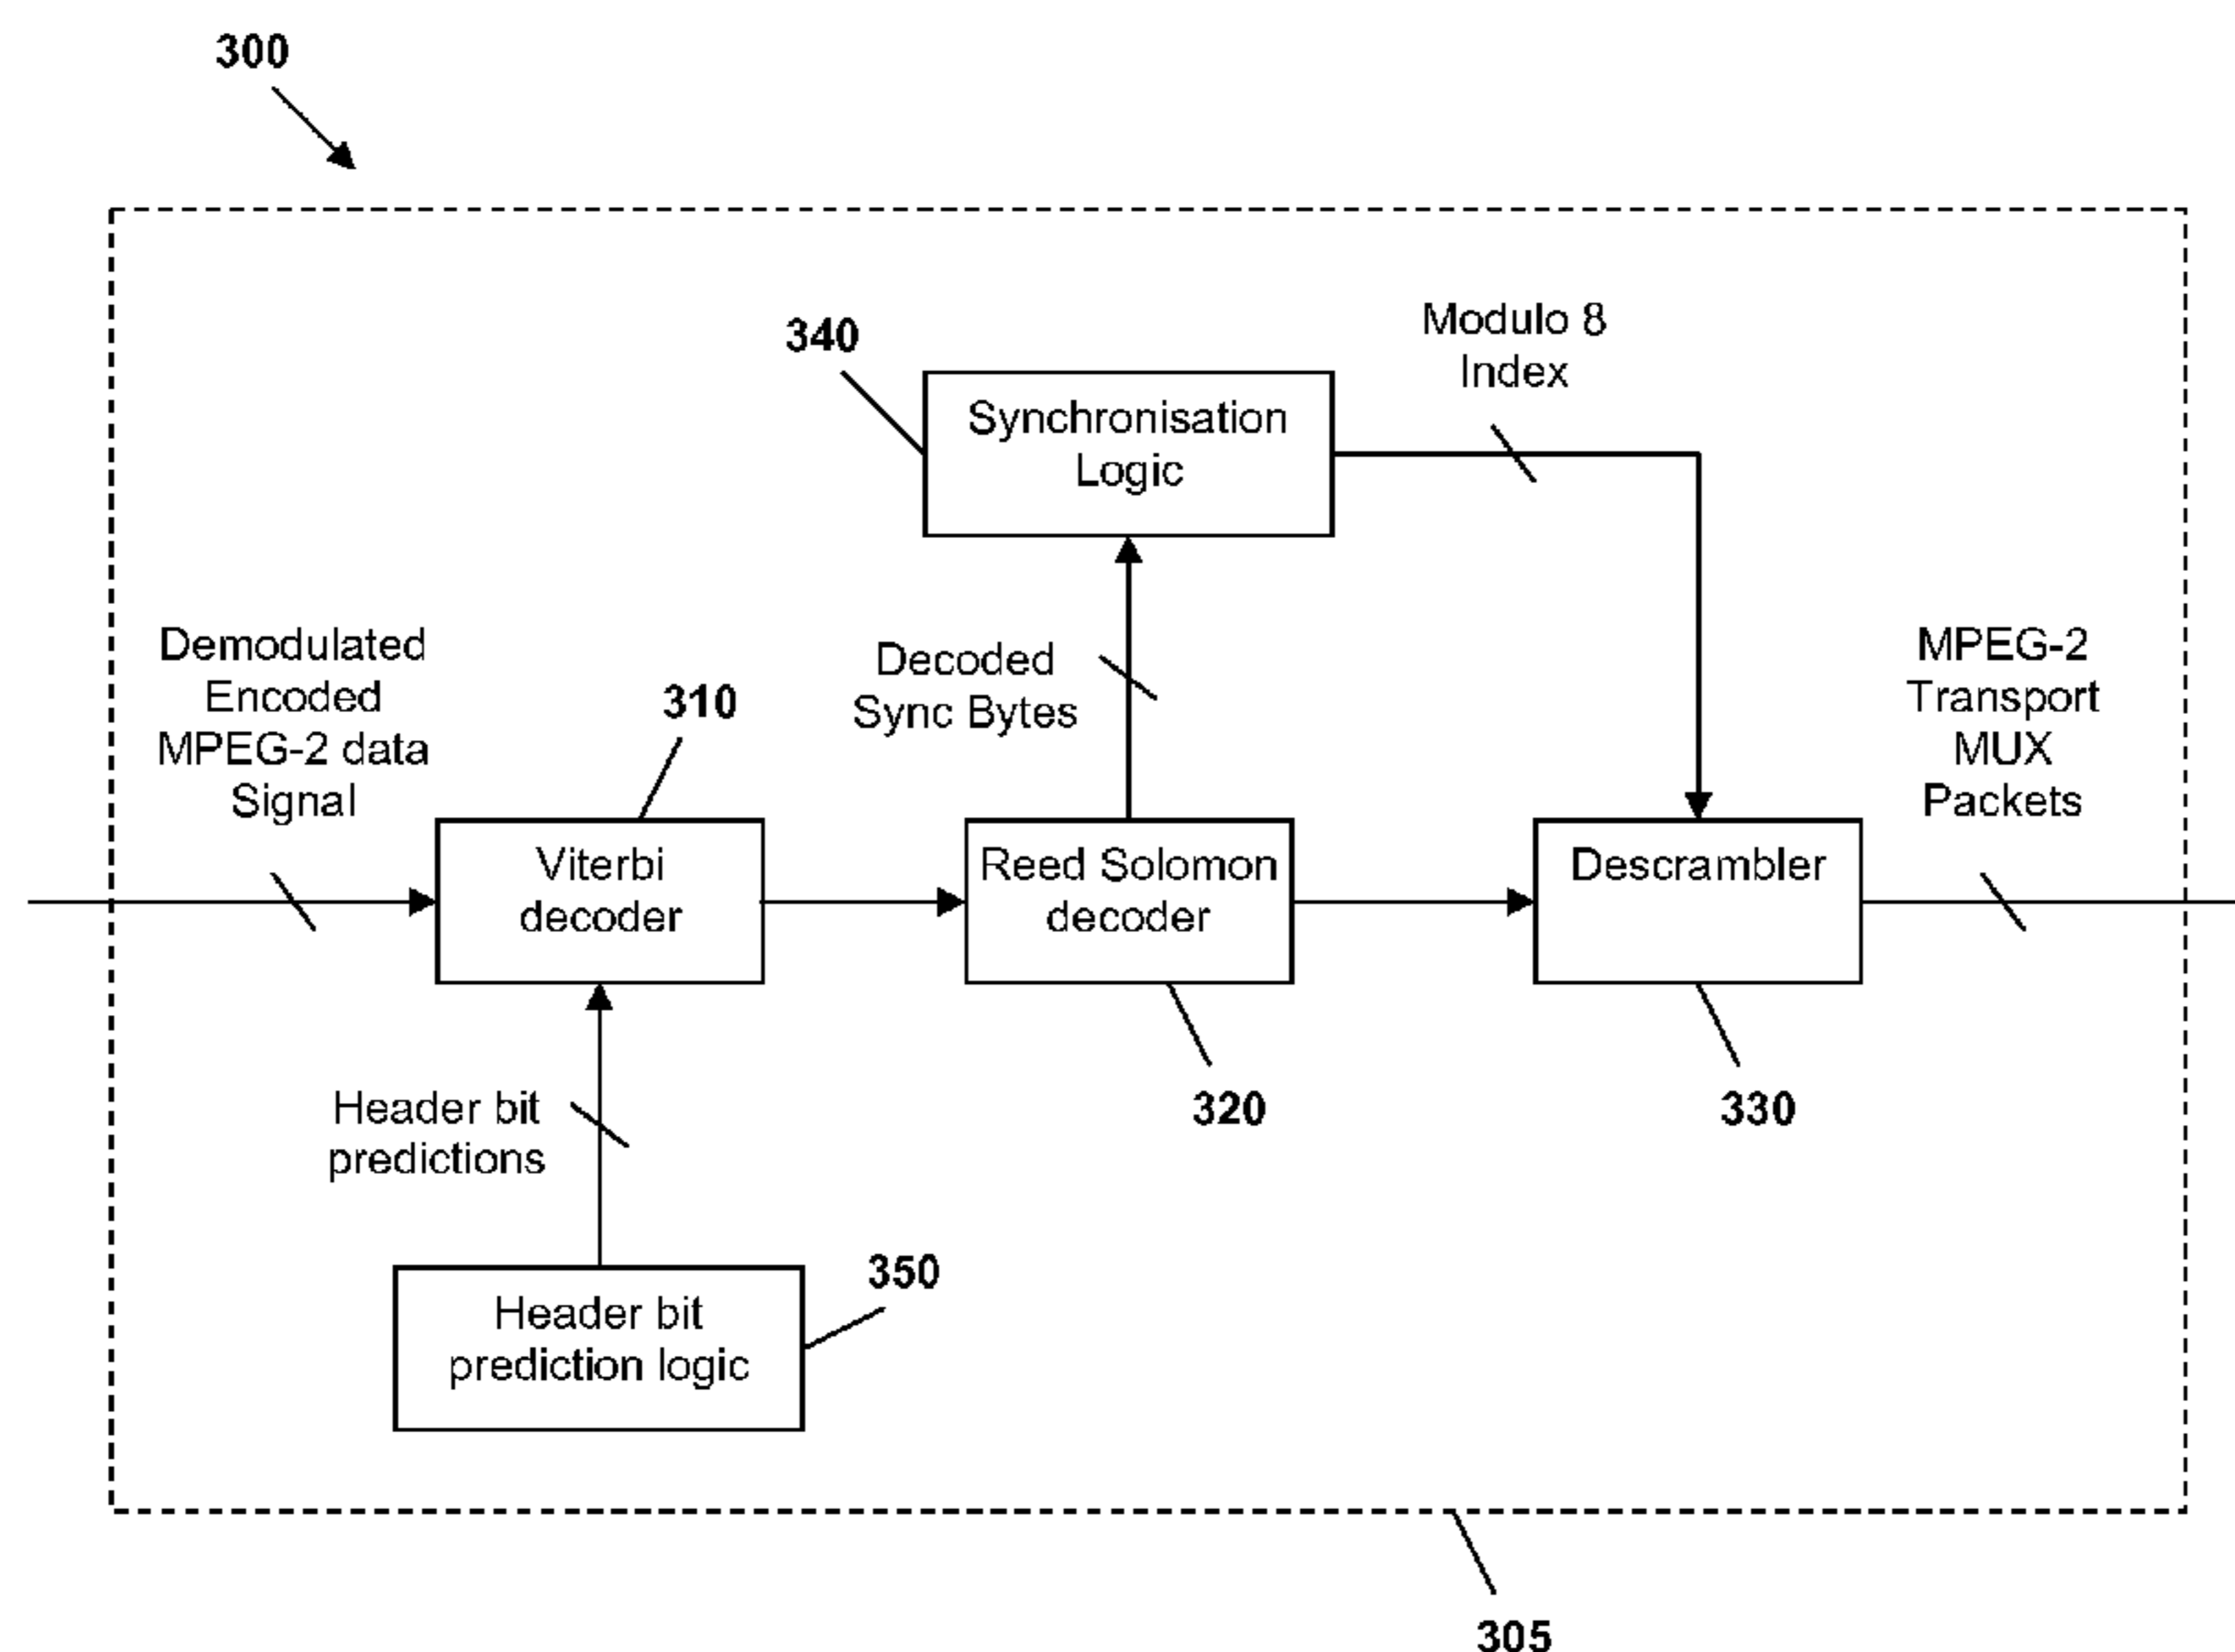 300
340
Synchronisation
Logic
Modulo 8
Index
Demodulated
Encoded
MPEG-2 data
Signal
310
Decoded
Sync Bytes
MPEG-2
Transport
MUX
Packets
Viterbi
decoder
Reed Solomon
decoder
Descrambler
Header bit
predictions
320
330
350
Header bit
prediction logic
305